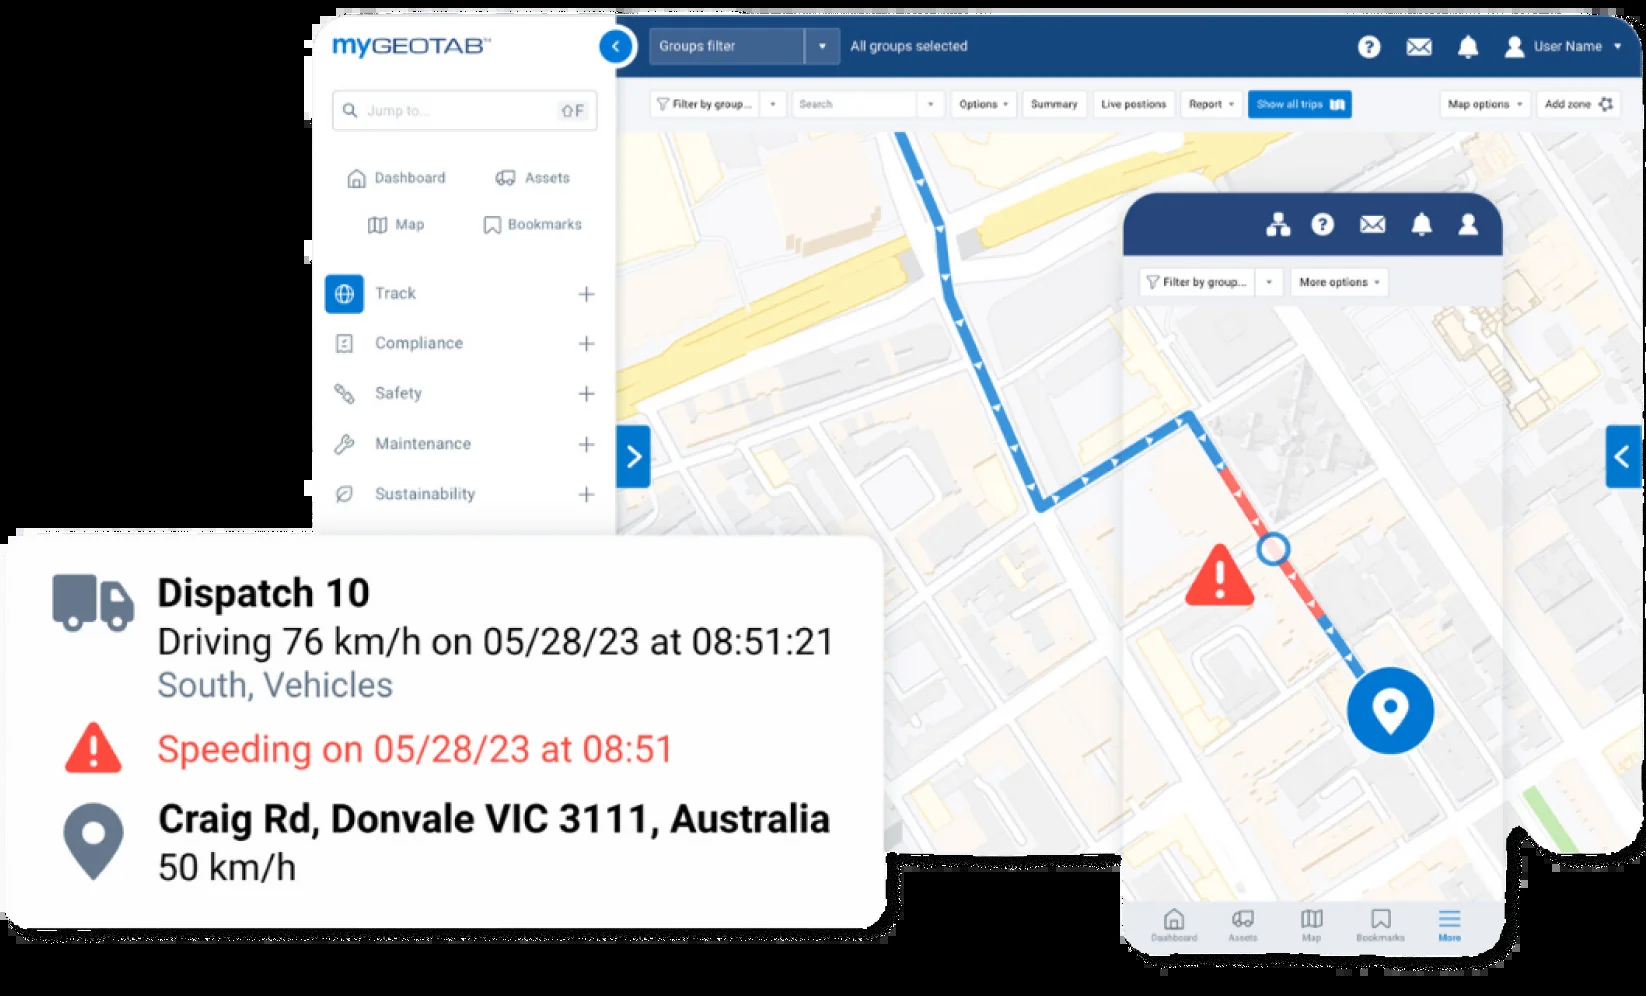 myGEOTAB™
Groups filter
All groups selected
User Name
Jump to...
F
Filter by group...
Search
Options
Summary
Live postions
Report
Show all trips
Map options
Add zone
Dashboard
Assets
Map
Bookmarks
Track
Compliance
Safety
Maintenance
Sustainability
Filter by group...
More options
Dispatch 10
Driving 76 km/h on 05/28/23 at 08:51:21
South, Vehicles
Speeding on 05/28/23 at 08:51
Craig Rd, Donvale VIC 3111, Australia
50 km/h
Dashboard
Assets
Map
Bookmarks
More